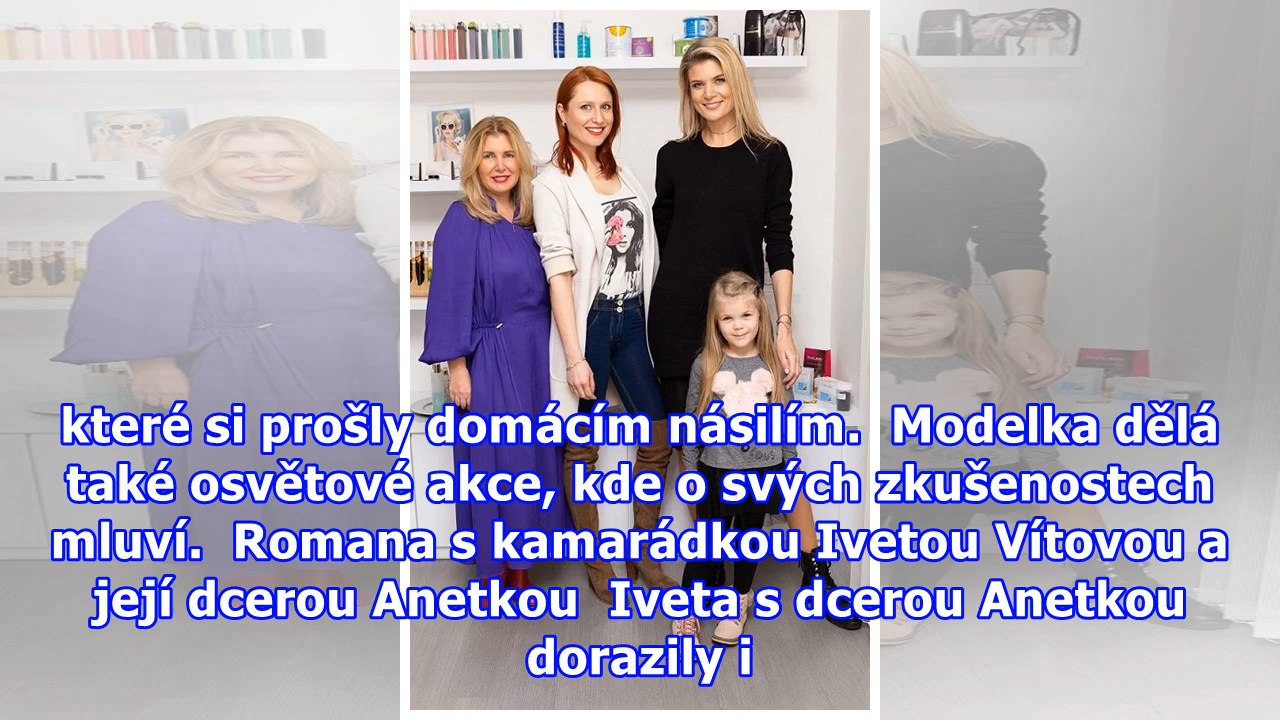 které si prošly domácím násilím.  Modelka dělá
také osvětové akce, kde o svých zkušenostech
mluví.  Romana s kamarádkou Ivetou Vítovou a
její dcerou Anetkou  Iveta s dcerou Anetkou
dorazily i